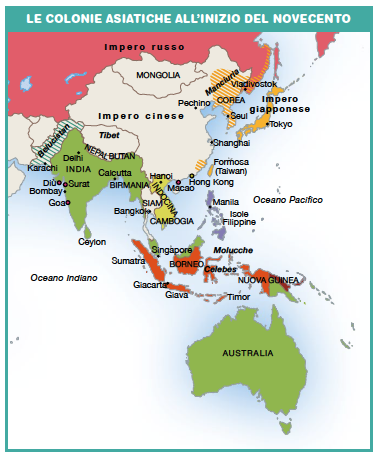 LE COLONIE ASIATICHE ALL'INIZIO DEL NOVECENTO
Impero russo
MONGOLIA
Manciuria
Vladivostok
Impero cinese
Pechino
COREA
Impero
giapponese
Seul
Tokyo
Belucistan
Tibet
Shanghai
NEPAL
BUTAN
Delhi
Karachi
INDIA
Calcutta
Hanoi
Formosa
(Taiwan)
Diu
Surat
BIRMANIA
Macao
Hong Kong
Bombay
SIAM
INDOCINA
Manila
Oceano Pacifico
Goa
Bangkok
CAMBOGIA
Isole
Filippine
Ceylon
Singapore
Molucche
Oceano Indiano
Sumatra
BORNEO
Celebes
NUOVA GUINEA
Giacarta
Giava
Timor
AUSTRALIA